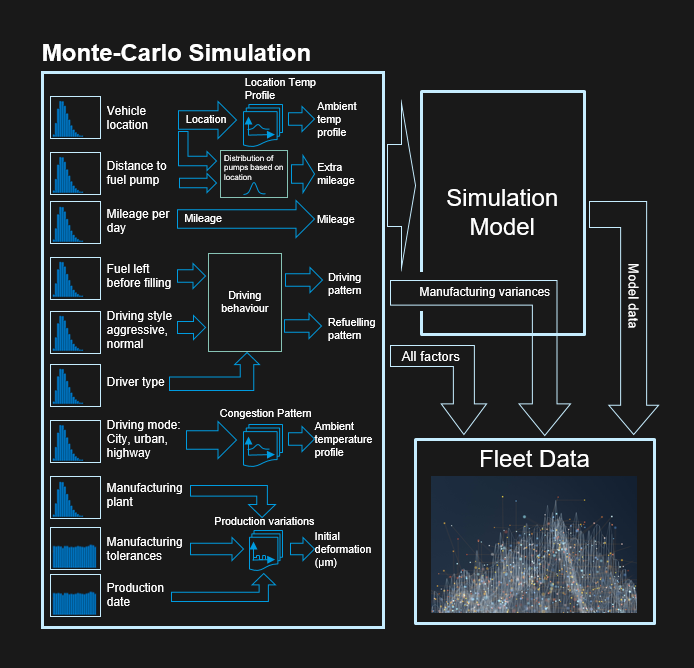 Monte-Carlo Simulation
Vehicle
location
Location
Location Temp
Profile
Ambient
temp
profile
Distance to
fuel pump
Distribution of
pumps based on
location
Extra
mileage
Mileage per
day
Mileage
Mileage
Fuel left
before filling
Driving style
aggressive,
normal
Driver type
Driving
behaviour
Driving
pattern
Refuelling
pattern
Driving mode:
City, urban,
highway
Congestion Pattern
Ambient
temperature
profile
Manufacturing
plant
Manufacturing
tolerances
Production
date
Production variations
Initial
deformation
(μm)
Simulation
Model
Manufacturing variances
All factors
Model data
Fleet Data